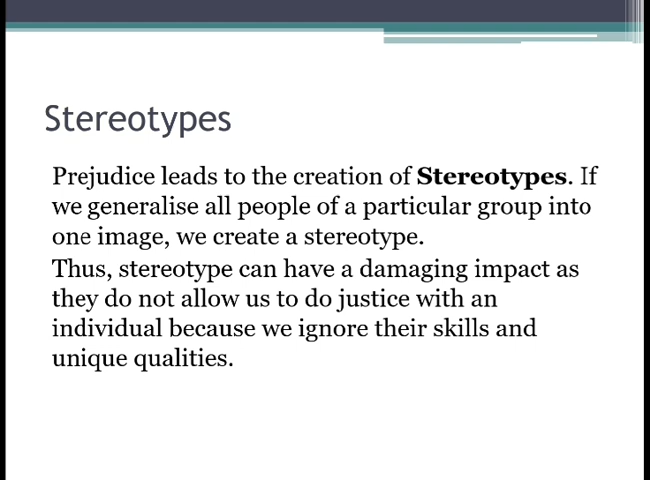 Stereotypes
Prejudice leads to the creation of Stereotypes. If
we generalise all people of a particular group into
one image, we create a stereotype.
Thus, stereotype can have a damaging impact as
they do not allow us to do justice with an
individual because we ignore their skills and
unique qualities.